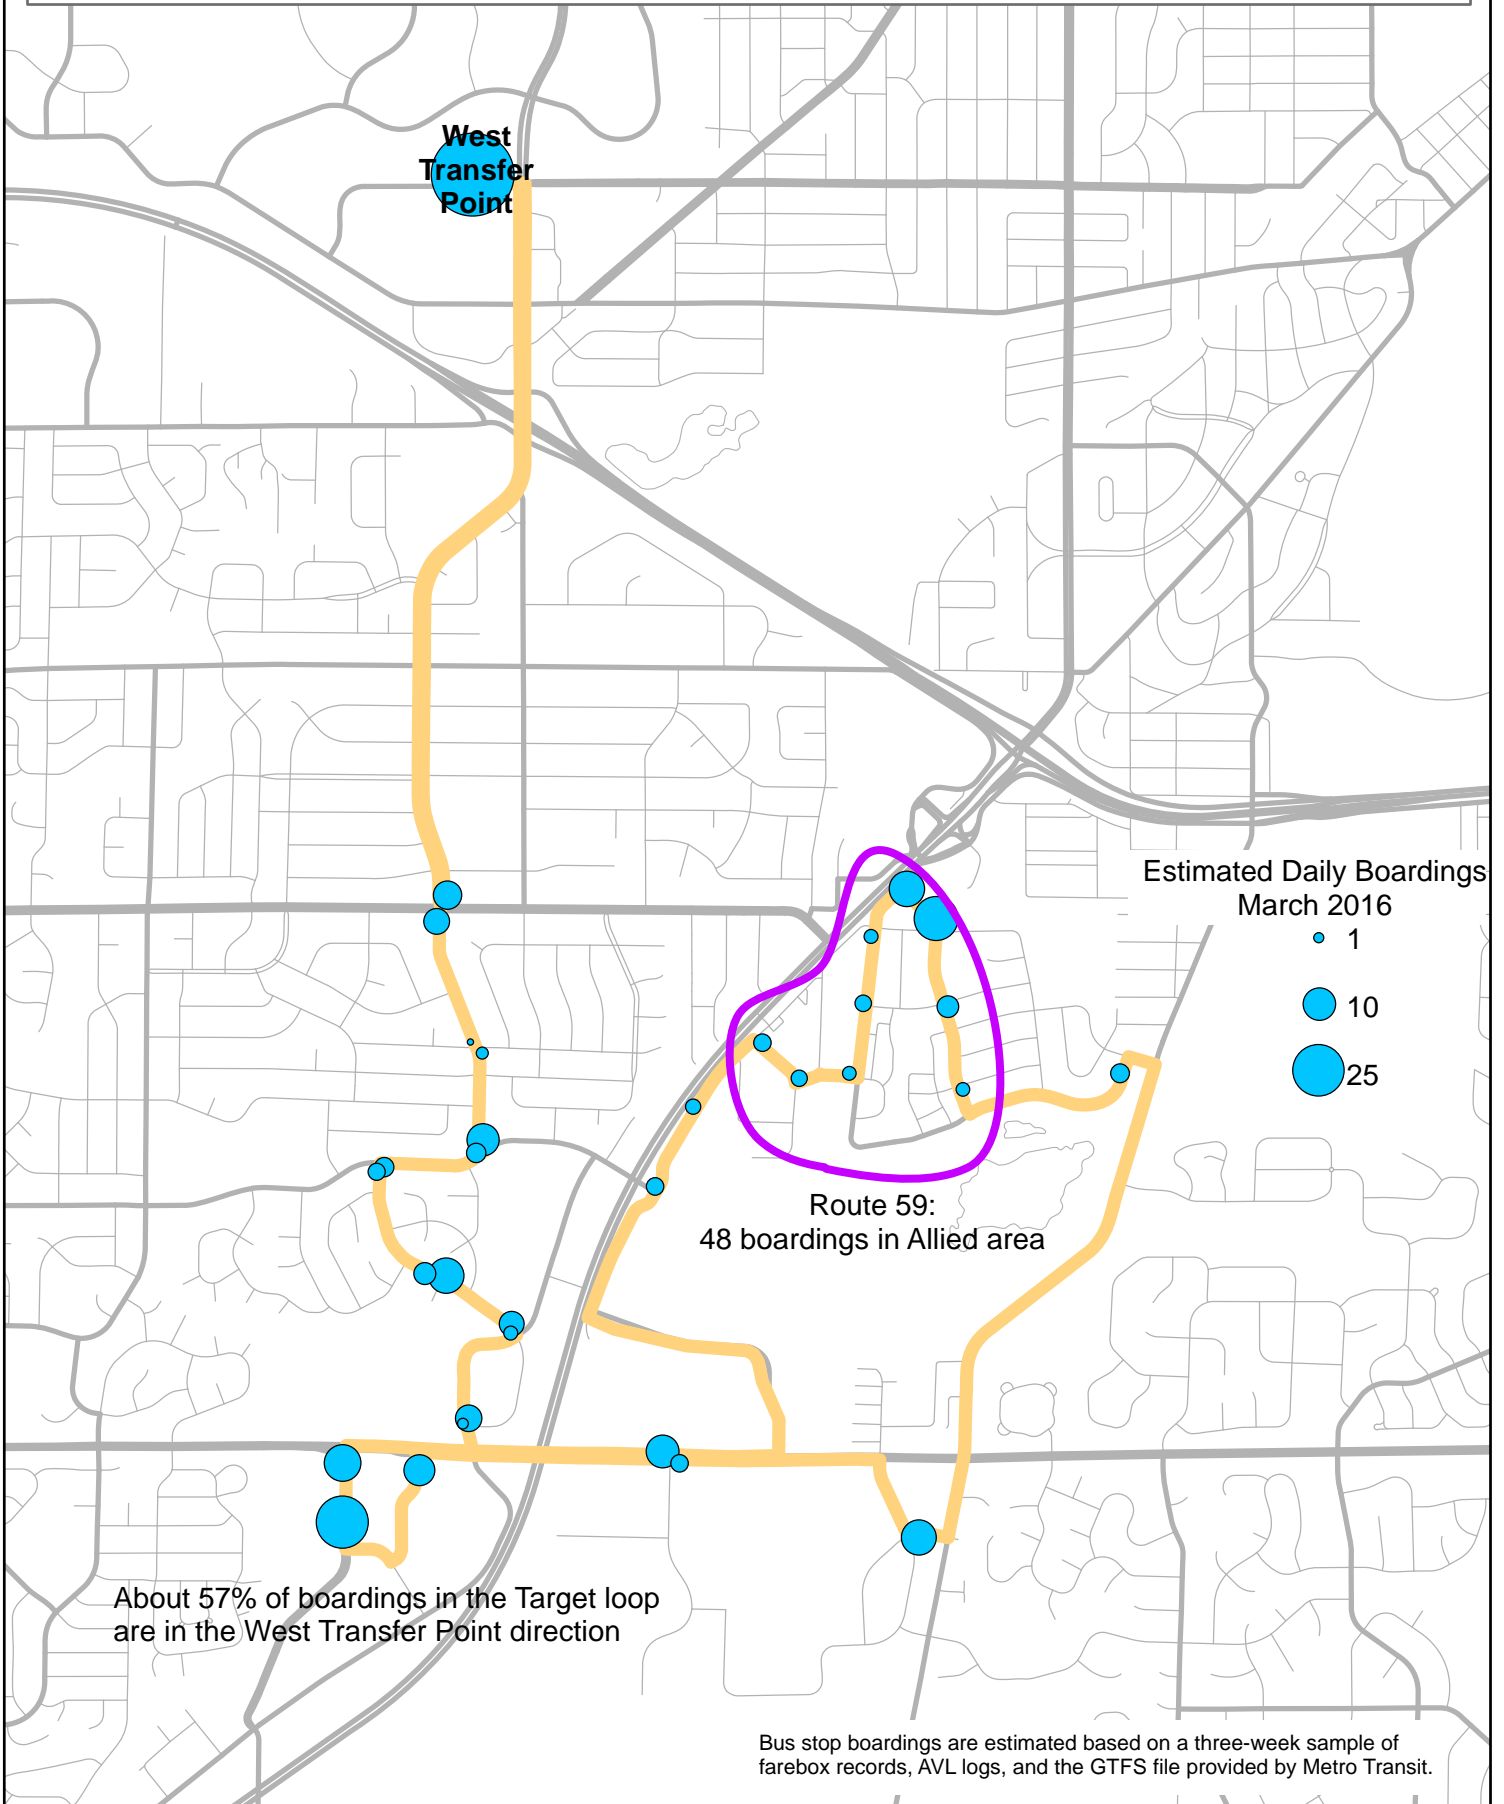 West
Transfer
Point
Estimated Daily Boardings
March 2016
1
10
25
Route 59:
48 boardings in Allied area
About 57% of boardings in the Target loop
are in the West Transfer Point direction
Bus stop boardings are estimated based on a three-week sample of
farebox records, AVL logs, and the GTFS file provided by Metro Transit.